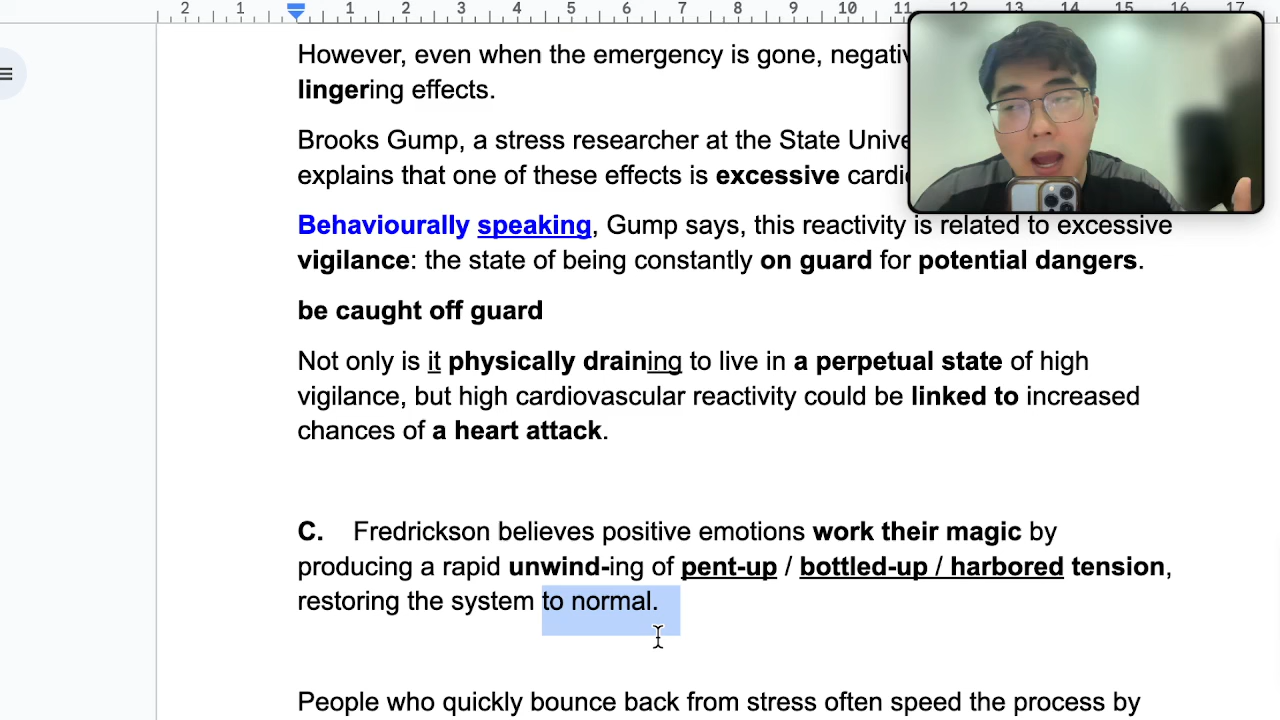 2 1 1 2 3 4 5 6 7 8 9 10 11 12 13 14 15 16 17
However, even when the emergency is gone, negativ
lingering effects.
Brooks Gump, a stress researcher at the State Unive
explains that one of these effects is excessive cardi
Behaviourally speaking, Gump says, this reactivity is related to excessive
vigilance: the state of being constantly on guard for potential dangers.
be caught off guard
Not only is it physically draining to live in a perpetual state of high
vigilance, but high cardiovascular reactivity could be linked to increased
chances of a heart attack.
C. Fredrickson believes positive emotions work their magic by
producing a rapid unwind-ing of pent-up / bottled-up / harbored tension,
restoring the system to normal.
People who quickly bounce back from stress often speed the process by